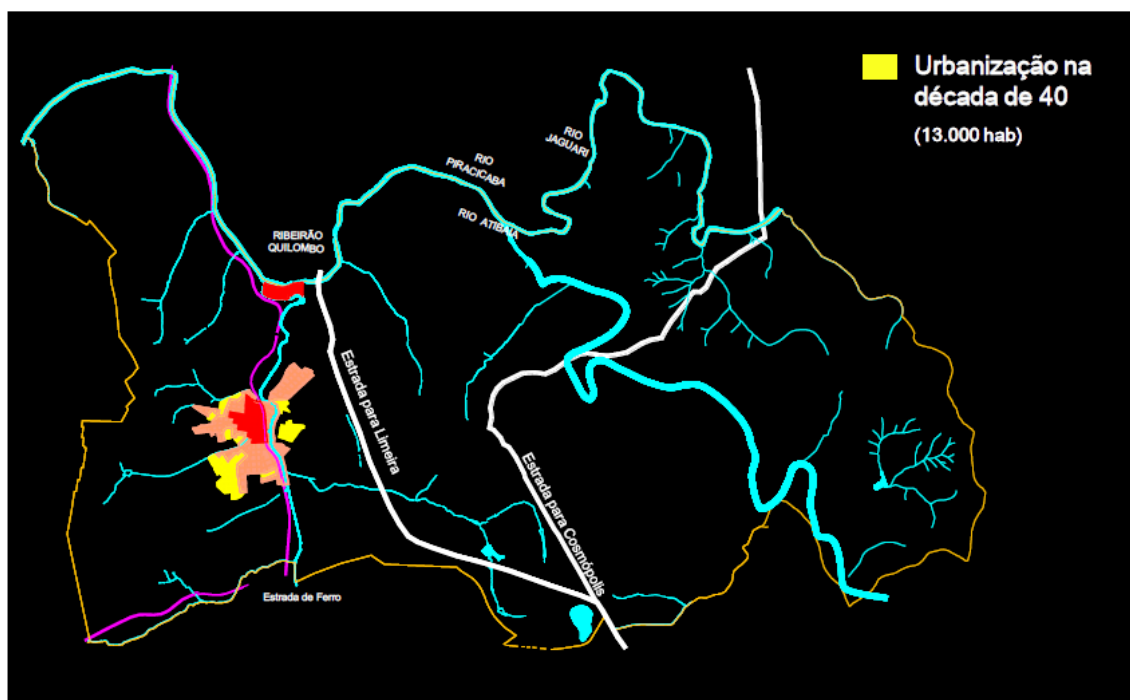 Urbanização na
década de 40
(13.000 hab)
RIO
JAGUARI
RIO
PIRACICABA
RIO ATIBAIA
RIBEIRÃO
QUILOMBO
Estrada para Limeira
Estrada para Cosmópolis
Estrada de Ferro